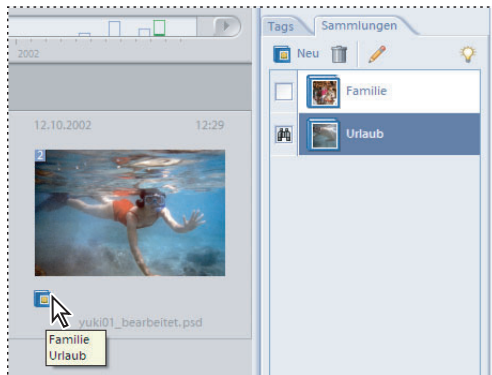 2002
12.10.2002 12:29
2
yuki01_bearbeitet.psd
Familie
Urlaub
Tags Sammlungen
Neu
Familie
Urlaub